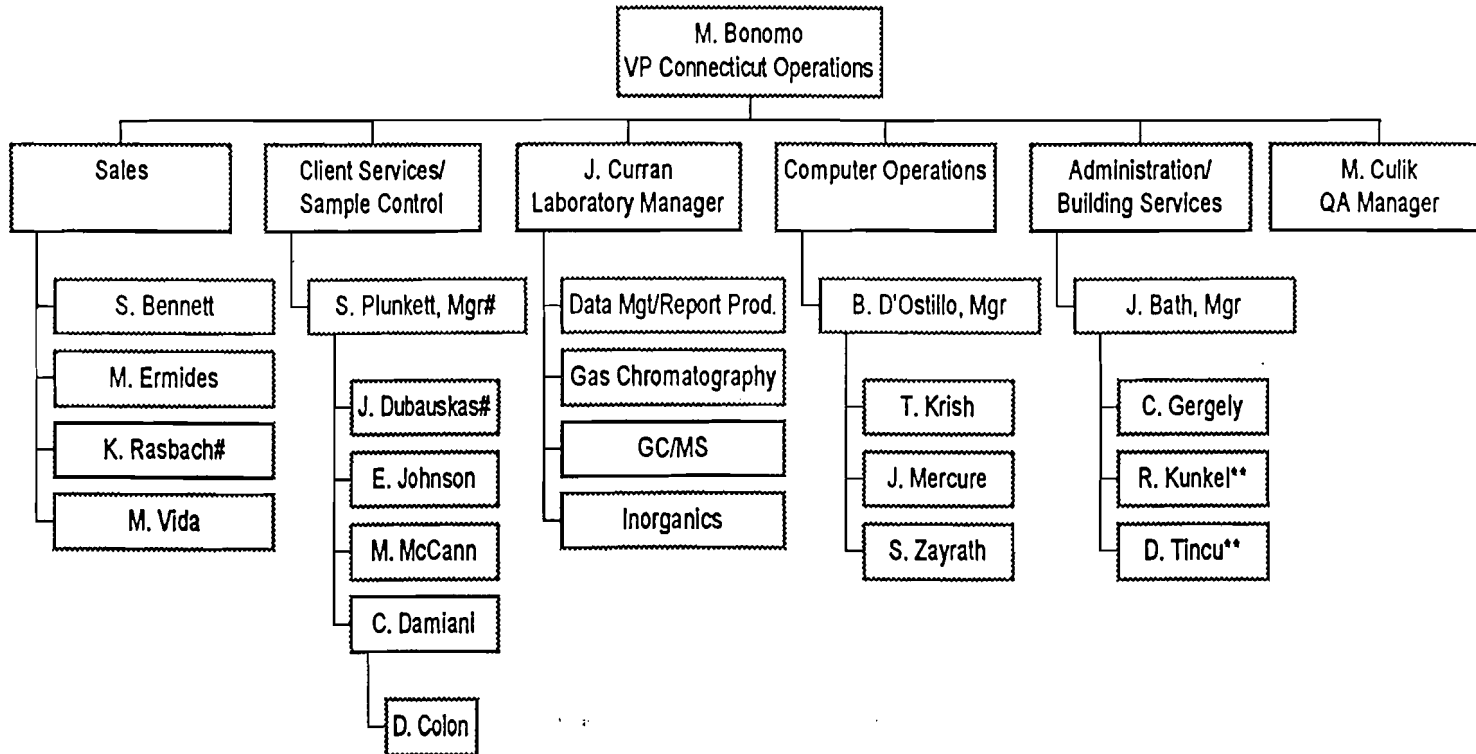 M. Bonomo
VP Connecticut Operations
Sales
Client Services/
Sample Control
J. Curran
Laboratory Manager
Computer Operations
Administration/
Building Services
M. Culik
QA Manager
S. Bennett
M. Ermides
K. Rasbach#
M. Vida
S. Plunkett, Mgr#
J. Dubauskas#
E. Johnson
M. McCann
C. Damiani
D. Colon
Data Mgt/Report Prod.
Gas Chromatography
GC/MS
Inorganics
B. D'Ostillo, Mgr
T. Krish
J. Mercure
S. Zayrath
J. Bath, Mgr
C. Gergely
R. Kunkel**
D. Tincu**